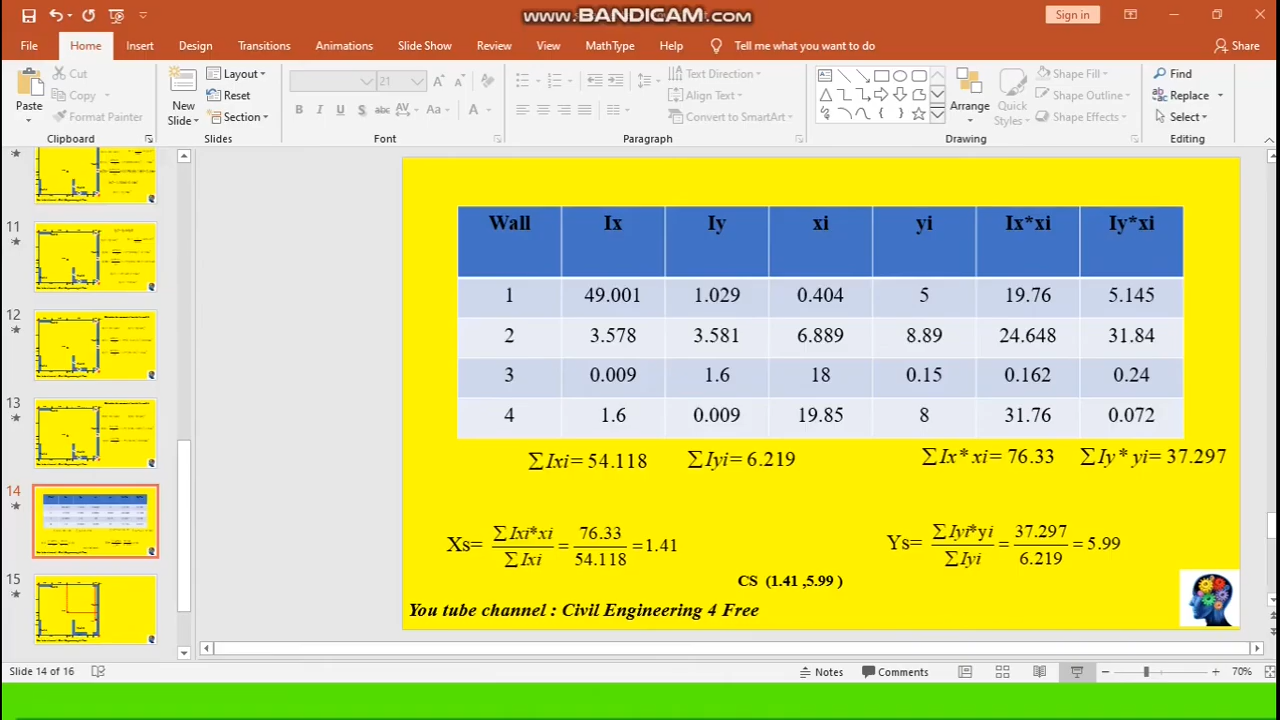 www.BANDICAM.com
Sign in
File Home Insert Design Transitions Animations Slide Show Review View MathType Help Tell me what you want to do Share
Paste
Cut
Copy
Format Painter
Clipboard
New Slide
Layout
Reset
Section
Slides
21
Font
Text Direction
Align Text
Convert to SmartArt
Paragraph
Arrange
Quick Styles
Shape Fill
Shape Outline
Shape Effects
Drawing
Find
Replace
Select
Editing
11
12
13
14
15
Wall Ix Iy xi yi Ix*xi Iy*xi
1 49.001 1.029 0.404 5 19.76 5.145
2 3.578 3.581 6.889 8.89 24.648 31.84
3 0.009 1.6 18 0.15 0.162 0.24
4 1.6 0.009 19.85 8 31.76 0.072
∑Ixi= 54.118 ∑Iyi= 6.219 ∑Ix* xi= 76.33 ∑Iy* yi= 37.297
Xs= ∑Ixi*xi / ∑Ixi = 76.33 / 54.118 = 1.41
Ys= ∑Iyi*yi / ∑Iyi = 37.297 / 6.219 = 5.99
CS (1.41 ,5.99 )
You tube channel : Civil Engineering 4 Free
Slide 14 of 16
Notes Comments 70%